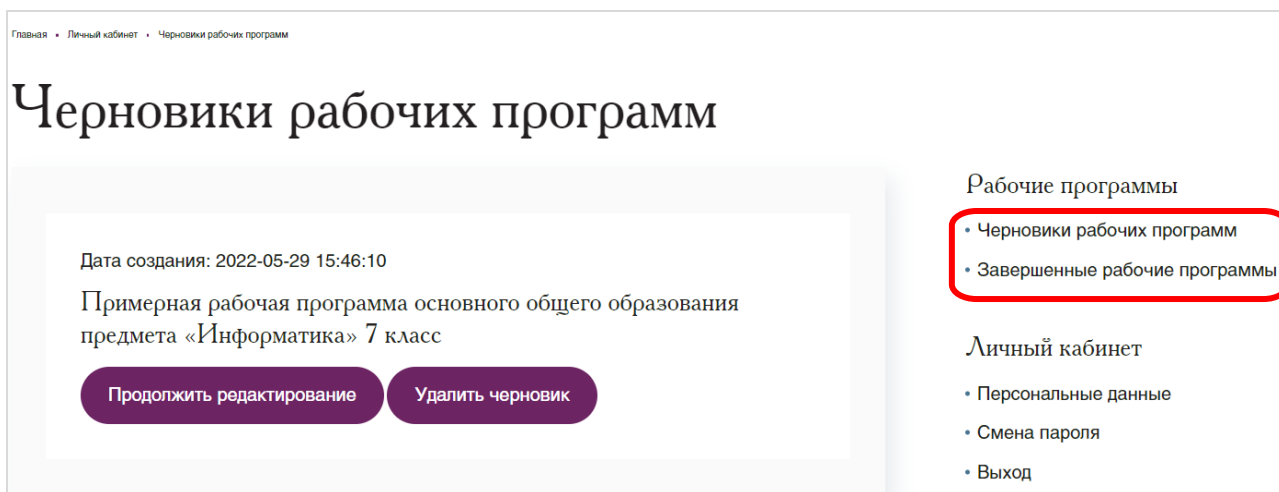 Главная • Личный кабинет • Черновики рабочих программ
Черновики рабочих программ
Дата создания: 2022-05-29 15:46:10
Примерная рабочая программа основного общего образования
предмета «Информатика» 7 класс
Продолжить редактирование
Удалить черновик
Рабочие программы
• Черновики рабочих программ
• Завершенные рабочие программы
Личный кабинет
• Персональные данные
• Смена пароля
• Выход